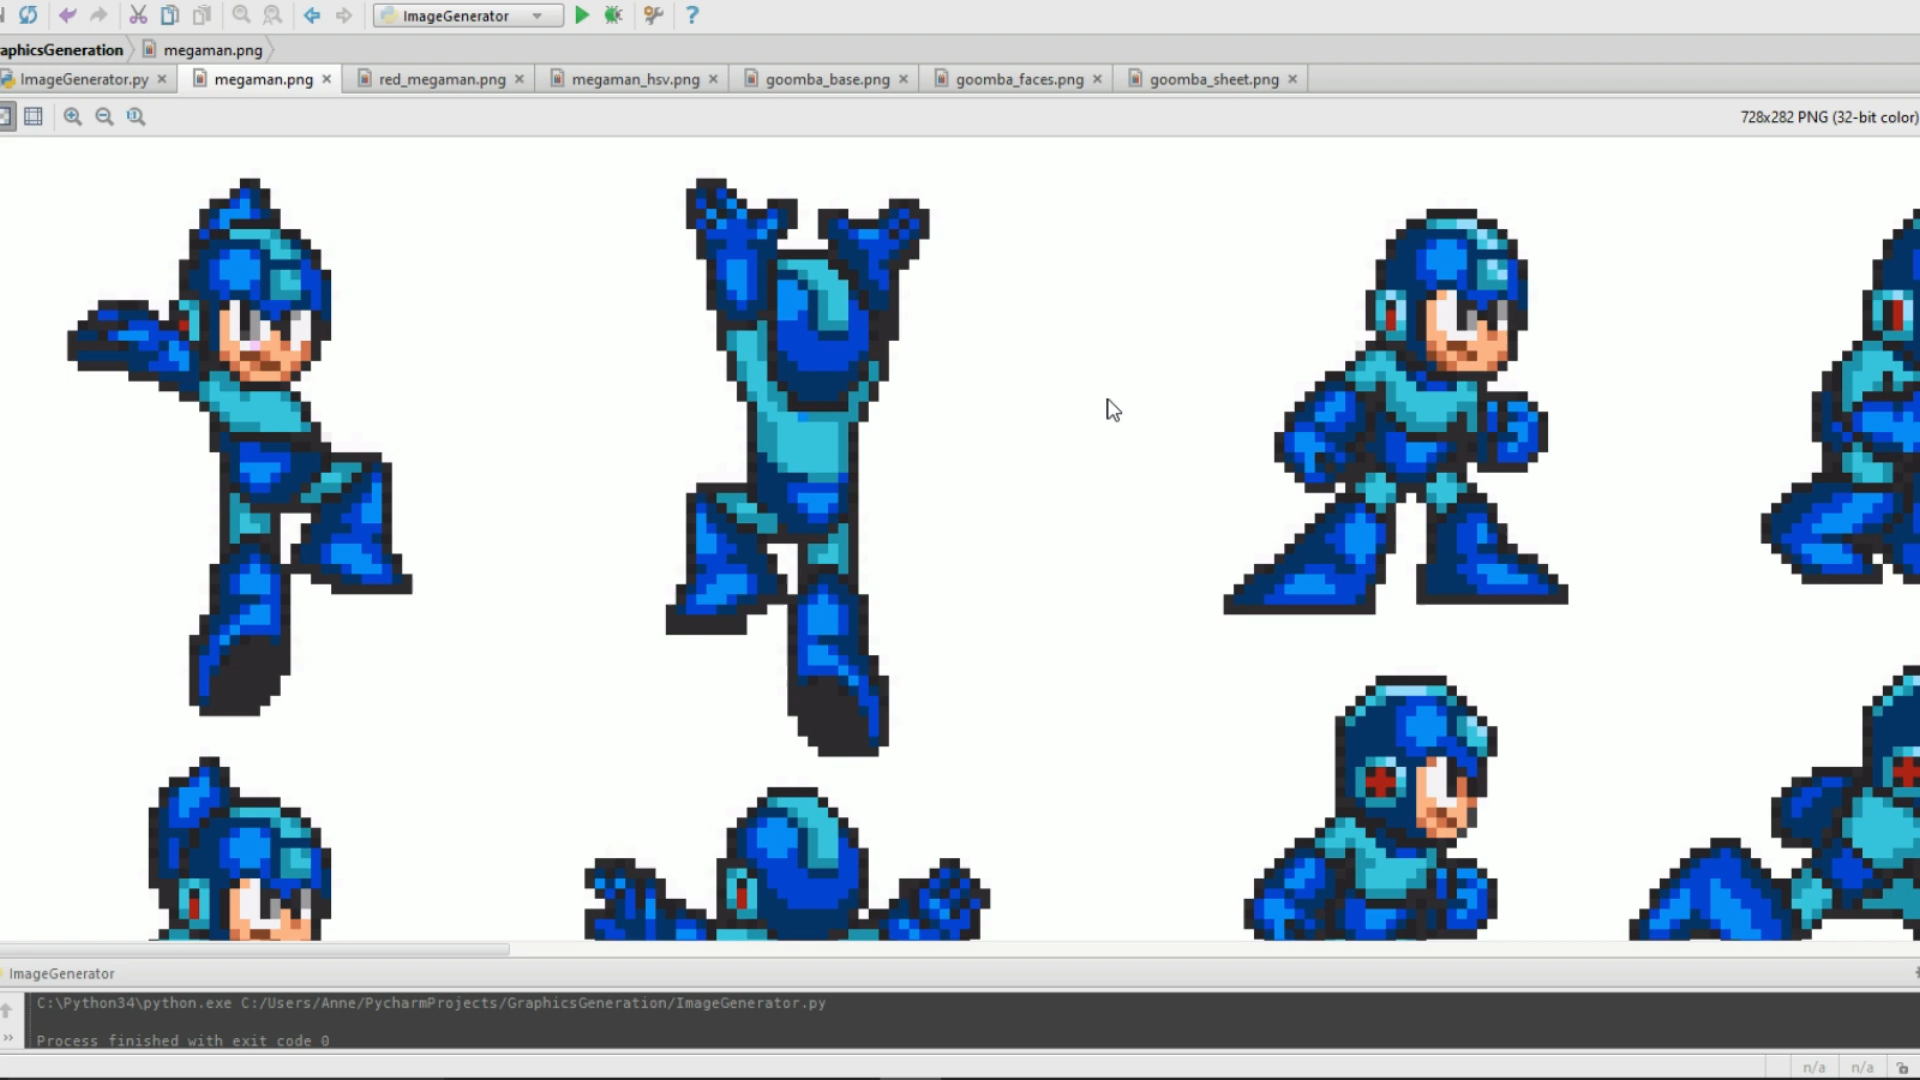 ImageGenerator
aphicsGeneration megaman.png
ImageGenerator.py megaman.png red_megaman.png megaman_hsv.png goomba_base.png goomba_faces.png goomba_sheet.png
728x282 PNG (32-bit color)
ImageGenerator
C:\Python34\python.exe C:/Users/Anne/PycharmProjects/GraphicsGeneration/ImageGenerator.py
Process finished with exit code 0
n/a n/a